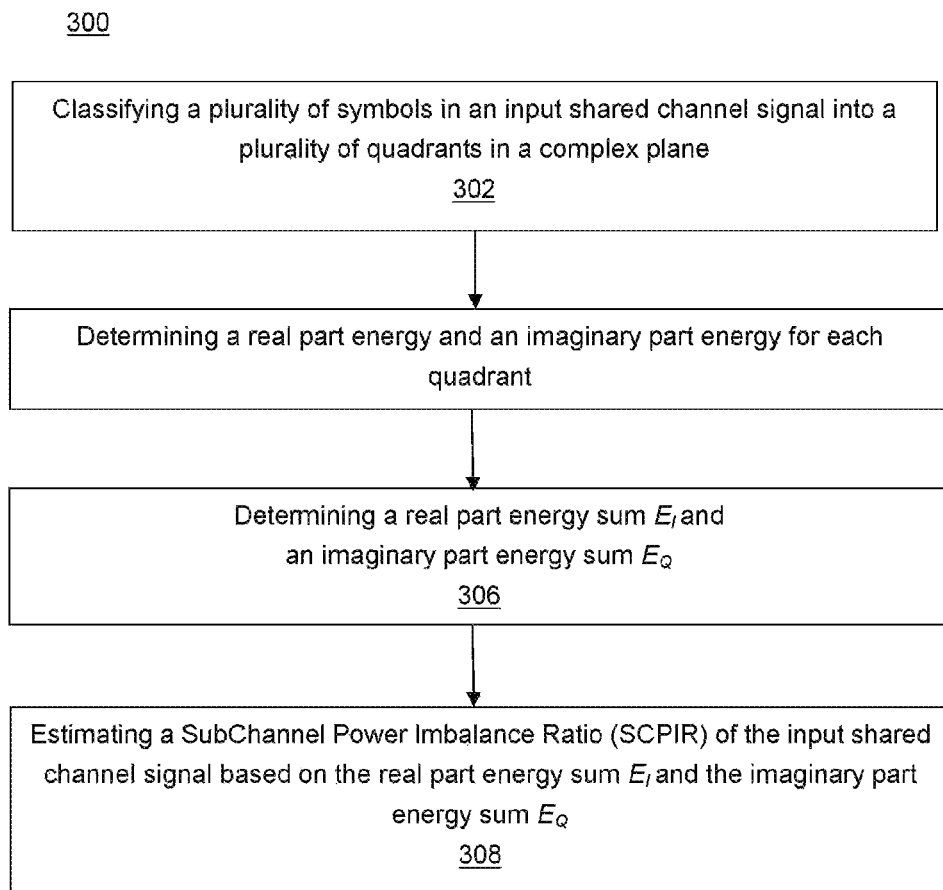 300
Classifying a plurality of symbols in an input shared channel signal into a
plurality of quadrants in a complex plane
302
Determining a real part energy and an imaginary part energy for each
quadrant
Determining a real part energy sum E_I and
an imaginary part energy sum E_Q
306
Estimating a SubChannel Power Imbalance Ratio (SCPIR) of the input shared
channel signal based on the real part energy sum E_I and the imaginary part
energy sum E_Q
308